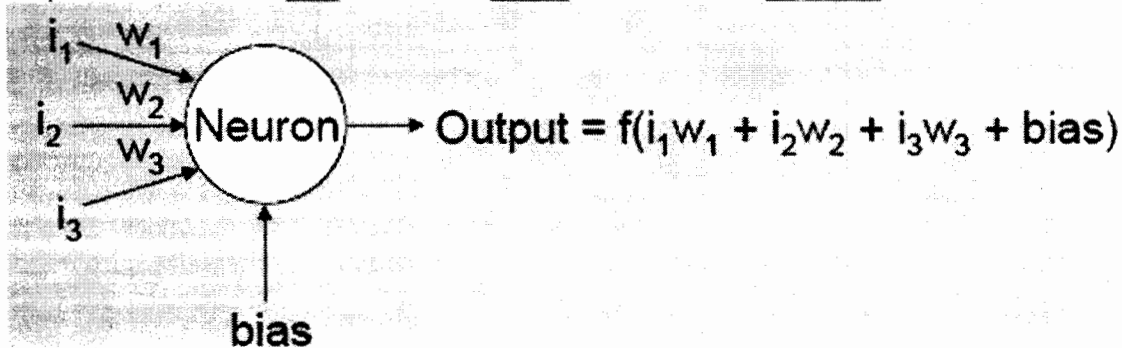 i₁ w₁
w₂
i₂ Neuron Output = f(i₁w₁ + i₂w₂ + i₃w₃ + bias)
w₃
i₃
bias